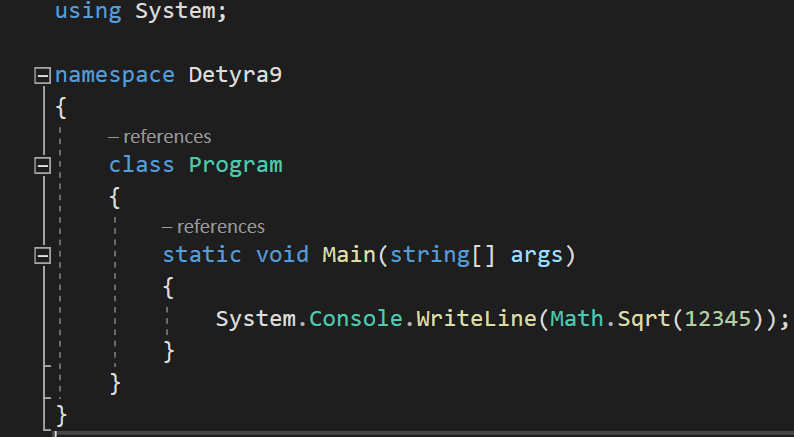 using System;
namespace Detyra9
{
– references
class Program
{
– references
static void Main(string[] args)
{
System.Console.WriteLine(Math.Sqrt(12345));
}
}
}